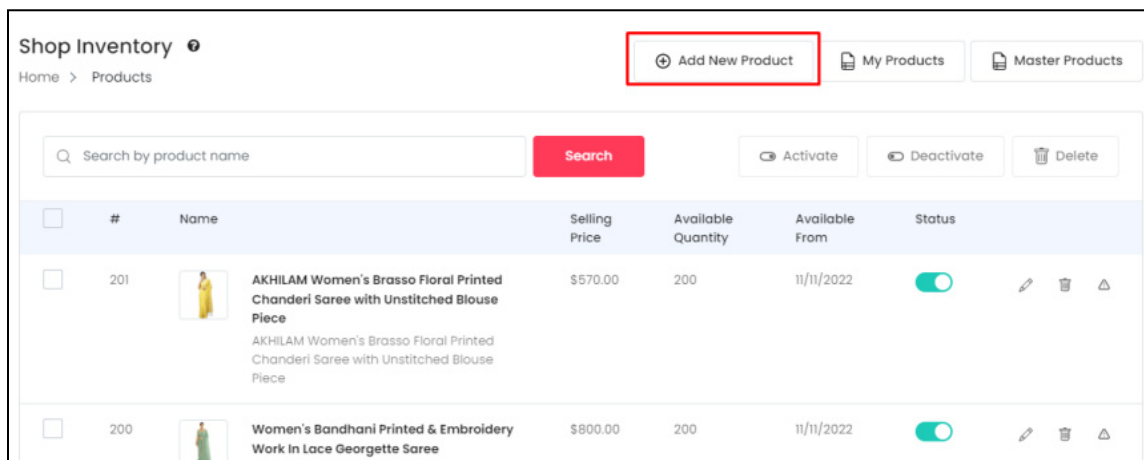 Shop Inventory
Add New Product
My Products
Master Products
Home > Products
Search by product name
Search
Activate
Deactivate
Delete
#
Name
Selling
Price
Available
Quantity
Available
From
Status
201
AKHILAM Women's Brasso Floral Printed
Chanderi Saree with Unstitched Blouse
Piece
AKHILAM Women's Brasso Floral Printed
Chanderi Saree with Unstitched Blouse
Piece
$570.00
200
11/11/2022
200
Women's Bandhani Printed & Embroidery
Work In Lace Georgette Saree
$800.00
200
11/11/2022